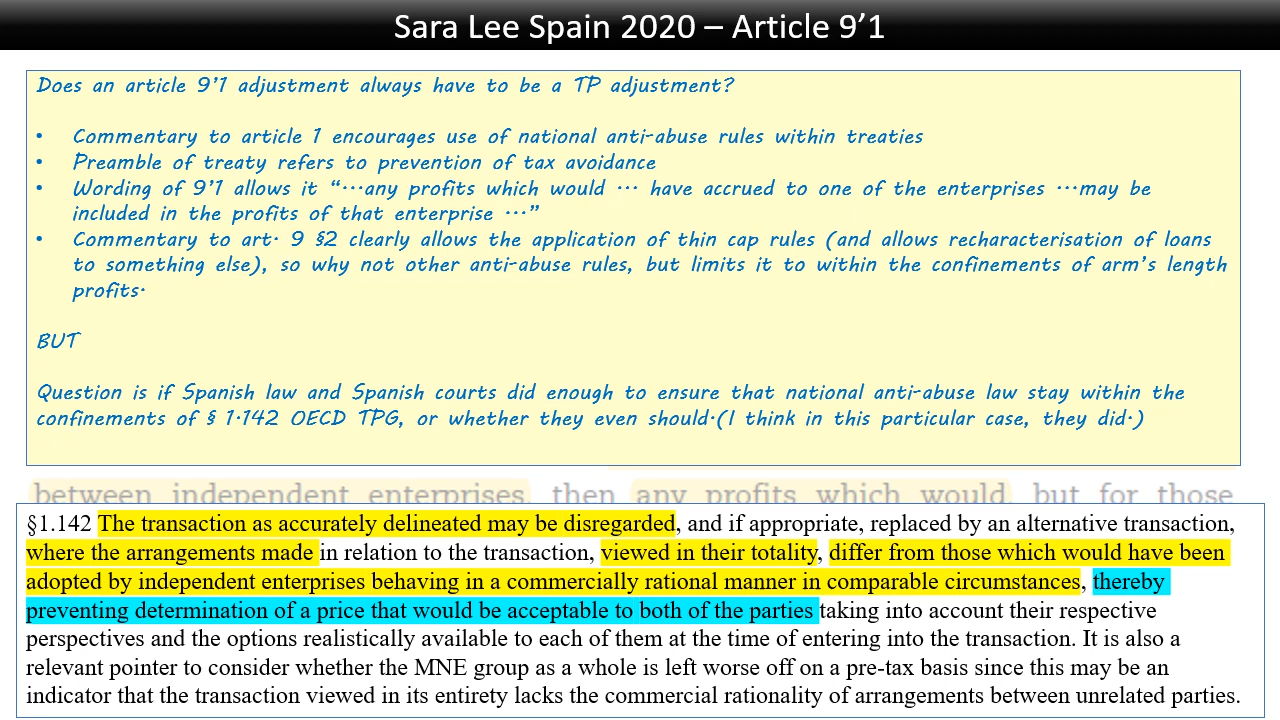 Sara Lee Spain 2020 – Article 9’1
Does an article 9’1 adjustment always have to be a TP adjustment?
• Commentary to article 1 encourages use of national anti-abuse rules within treaties
• Preamble of treaty refers to prevention of tax avoidance
• Wording of 9’1 allows it “...any profits which would ... have accrued to one of the enterprises ...may be
included in the profits of that enterprise ...”
• Commentary to art. 9 §2 clearly allows the application of thin cap rules (and allows recharacterisation of loans
to something else), so why not other anti-abuse rules, but limits it to within the confinements of arm’s length
profits.
BUT
Question is if Spanish law and Spanish courts did enough to ensure that national anti-abuse law stay within the
confinements of § 1.142 OECD TPG, or whether they even should.(I think in this particular case, they did.)
between independent enterprises, then any profits which would, but for those
§1.142 The transaction as accurately delineated may be disregarded, and if appropriate, replaced by an alternative transaction,
where the arrangements made in relation to the transaction, viewed in their totality, differ from those which would have been
adopted by independent enterprises behaving in a commercially rational manner in comparable circumstances, thereby
preventing determination of a price that would be acceptable to both of the parties taking into account their respective
perspectives and the options realistically available to each of them at the time of entering into the transaction. It is also a
relevant pointer to consider whether the MNE group as a whole is left worse off on a pre-tax basis since this may be an
indicator that the transaction viewed in its entirety lacks the commercial rationality of arrangements between unrelated parties.